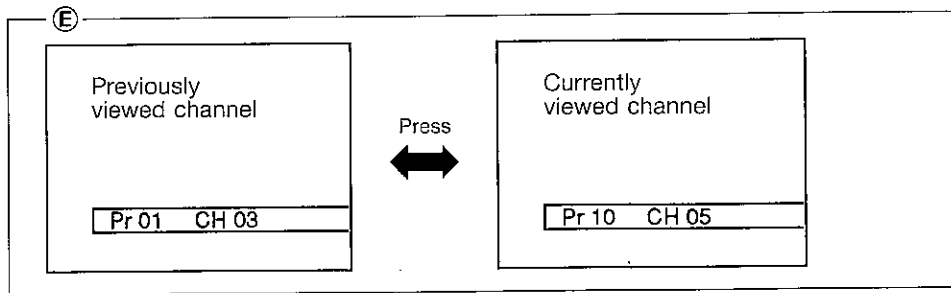 E
Previously
viewed channel
Pr 01 CH 03
Press
Currently
viewed channel
Pr 10 CH 05